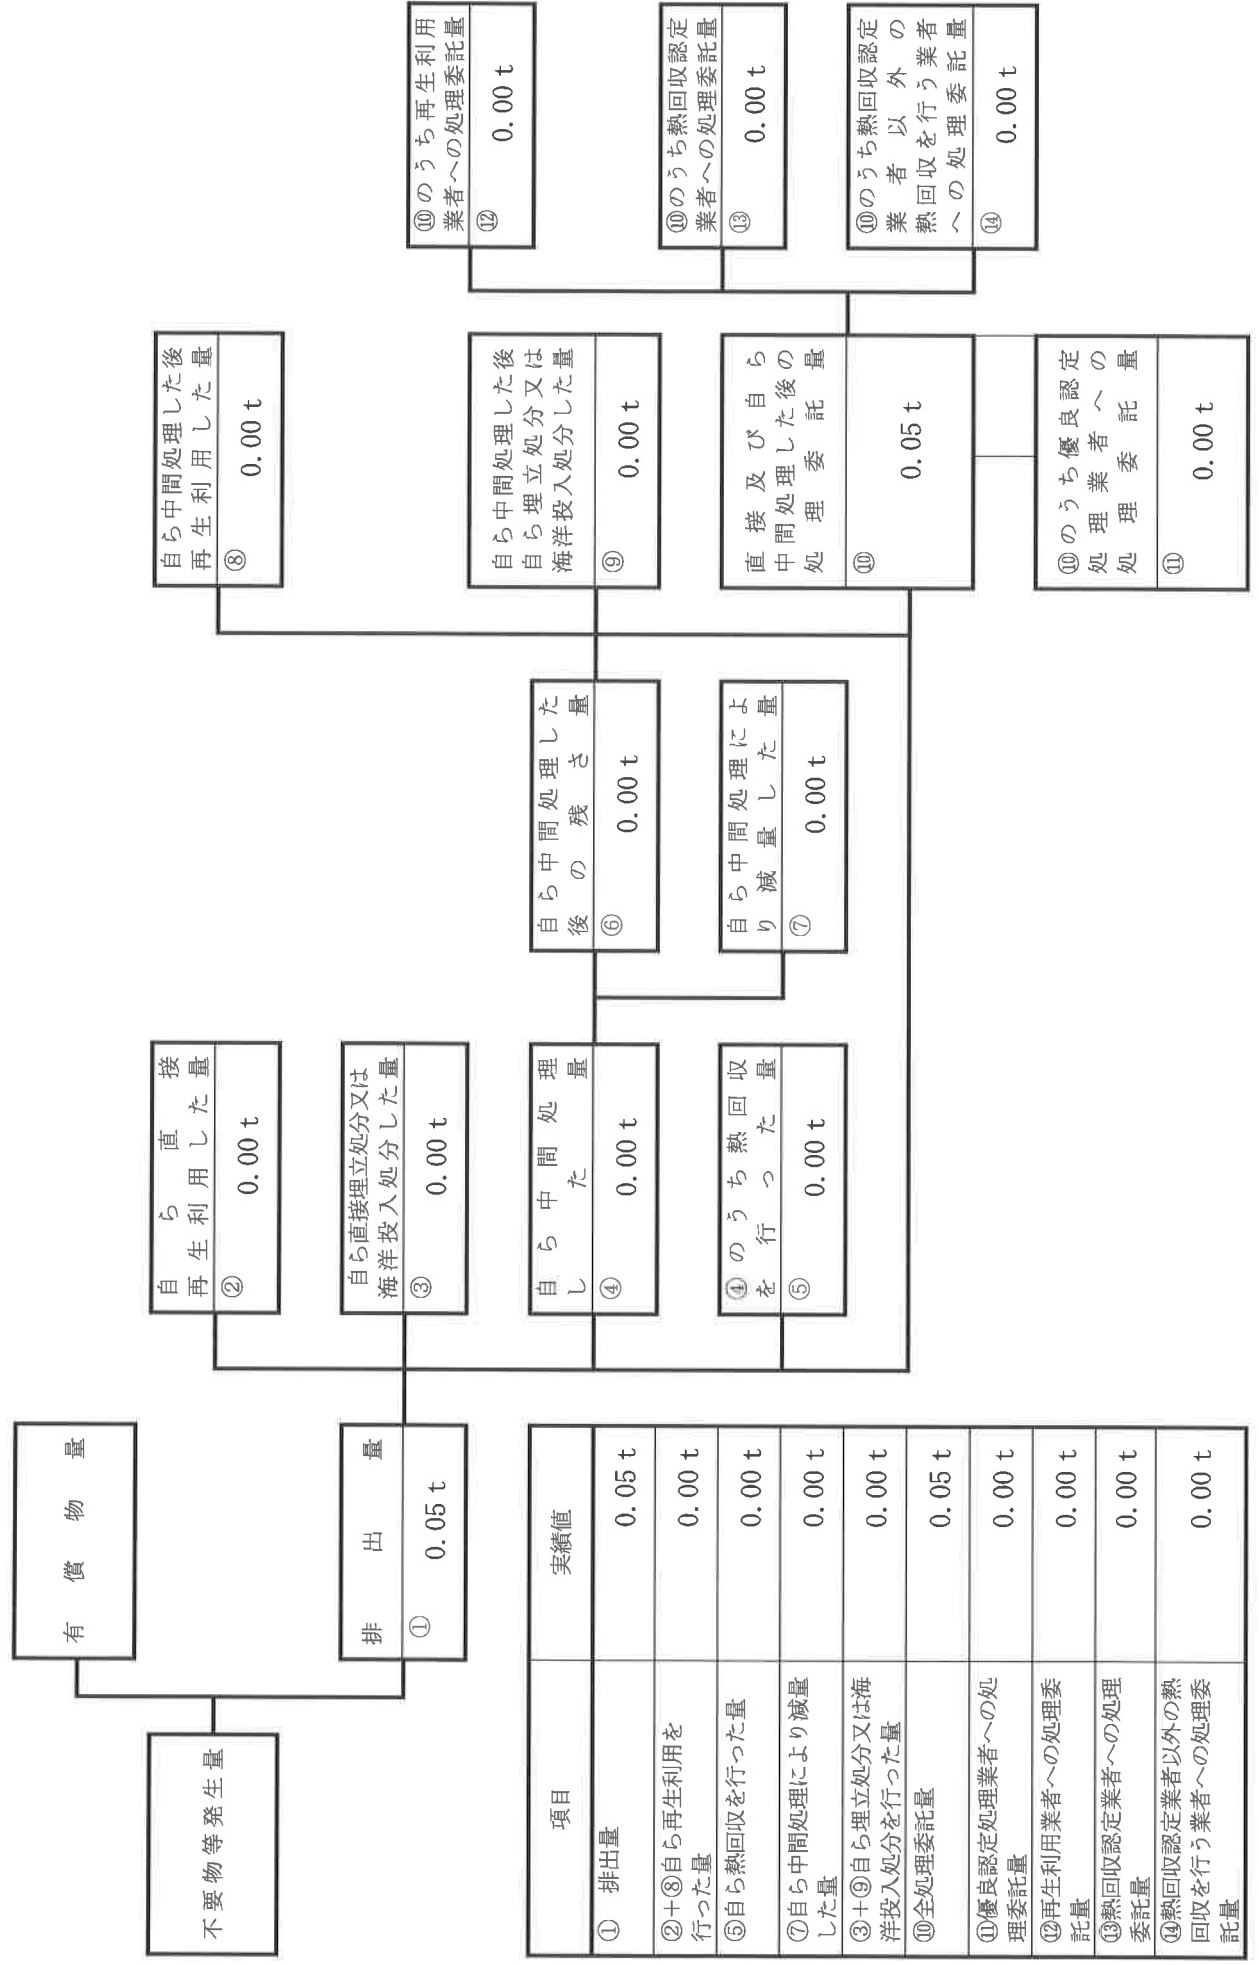 不要物等発生量
有償物量
排出量
①
0.05 t
自ら直接
再生利用した量
②
0.00 t
自ら直接埋立処分又は
海洋投入処分した量
③
0.00 t
自ら中間処理
した量
④
0.00 t
④のうち熱回収
を行った量
⑤
0.00 t
自ら中間処理した
後の残さ量
⑥
0.00 t
自ら中間処理によ
り減量した量
⑦
0.00 t
自ら中間処理した後
再生利用した量
⑧
0.00 t
自ら中間処理した後
自ら埋立処分又は
海洋投入処分した量
⑨
0.00 t
直接及び自ら
中間処理した後の
処理委託量
⑩
0.05 t
⑩のうち優良認定
処理業者への
処理委託量
⑪
0.00 t
⑩のうち再生利用
業者への処理委託量
⑫
0.00 t
⑩のうち熱回収認定
業者への処理委託量
⑬
0.00 t
⑩のうち熱回収認定
業者以外の
熱回収を行う業者
への処理委託量
⑭
0.00 t
項目 実績値
① 排出量 0.05 t
②+⑧自ら再生利用を
行った量 0.00 t
⑤自ら熱回収を行った量 0.00 t
⑦自ら中間処理により減量
した量 0.00 t
③+⑨自ら埋立処分又は海
洋投入処分を行った量 0.00 t
⑩全処理委託量 0.05 t
⑪優良認定処理業者への処
理委託量 0.00 t
⑫再生利用業者への処理委
託量 0.00 t
⑬熱回収認定業者への処理
委託量 0.00 t
⑭熱回収認定業者以外の熱
回収を行う業者への処理委
託量 0.00 t